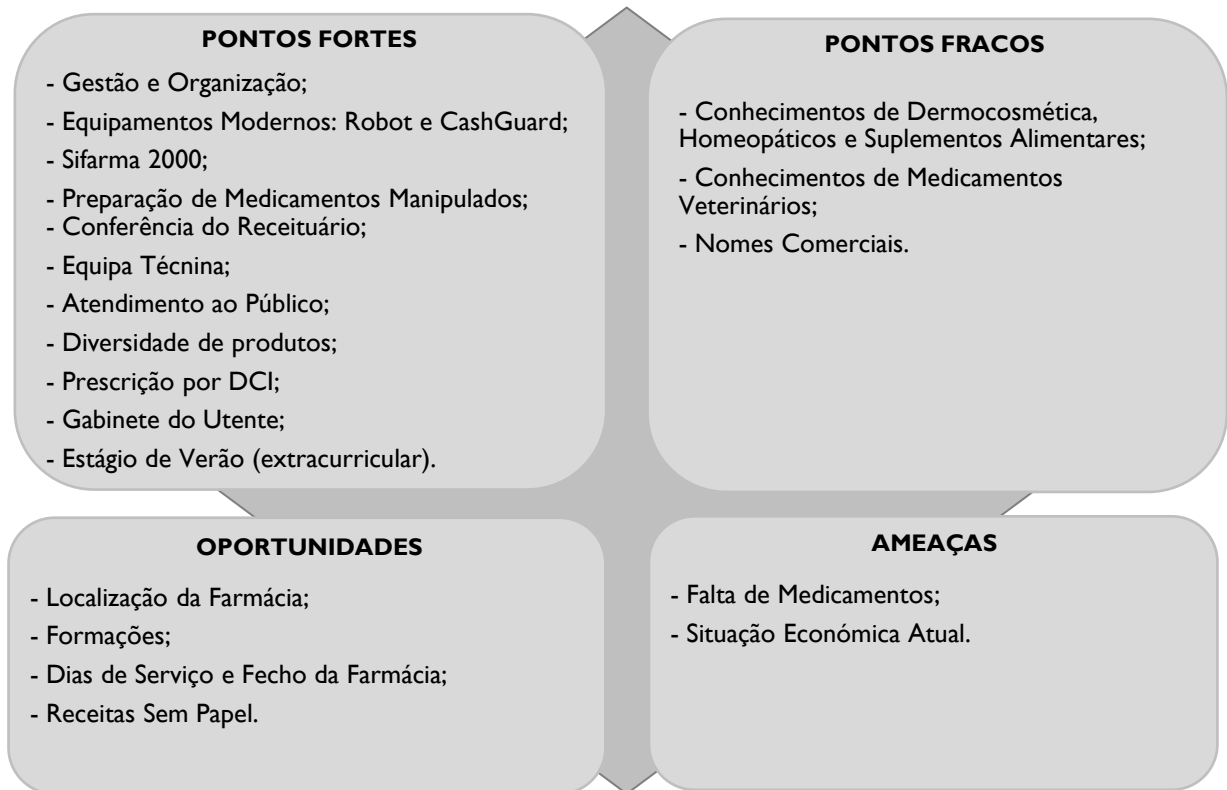 PONTOS FORTES
- Gestão e Organização;
- Equipamentos Modernos: Robot e CashGuard;
- Sifarma 2000;
- Preparação de Medicamentos Manipulados;
- Conferência do Receituário;
- Equipa Técnina;
- Atendimento ao Público;
- Diversidade de produtos;
- Prescrição por DCI;
- Gabinete do Utente;
- Estágio de Verão (extracurricular).
PONTOS FRACOS
- Conhecimentos de Dermocosmética,
Homeopáticos e Suplementos Alimentares;
- Conhecimentos de Medicamentos
Veterinários;
- Nomes Comerciais.
OPORTUNIDADES
- Localização da Farmácia;
- Formações;
- Dias de Serviço e Fecho da Farmácia;
- Receitas Sem Papel.
AMEAÇAS
- Falta de Medicamentos;
- Situação Económica Atual.